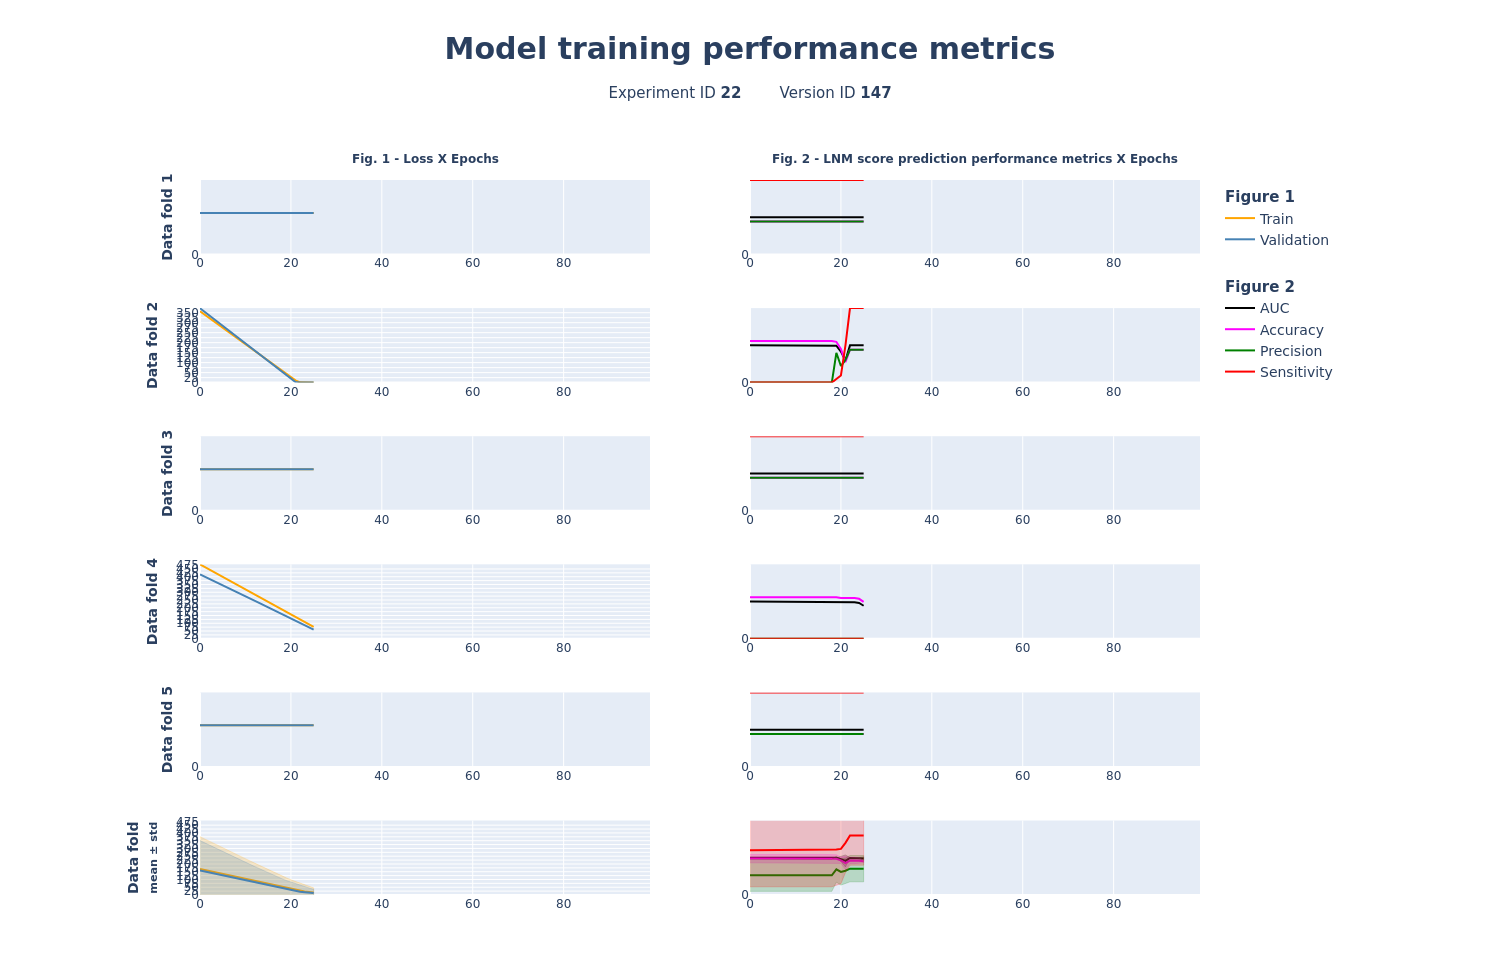 Model training performance metrics
Experiment ID 22 Version ID 147
Fig. 1 - Loss X Epochs
Fig. 2 - LNM score prediction performance metrics X Epochs
Data fold 1
0
0 20 40 60 80
0
0 20 40 60 80
Figure 1
Train
Validation
Figure 2
AUC
Accuracy
Precision
Sensitivity
Data fold 2
350
325
300
275
250
225
200
175
150
125
100
75
50
25
0
0 20 40 60 80
0
0 20 40 60 80
Data fold 3
0
0 20 40 60 80
0
0 20 40 60 80
Data fold 4
475
450
425
400
375
350
325
300
275
250
225
200
175
150
125
100
75
50
25
0
0 20 40 60 80
0
0 20 40 60 80
Data fold 5
0
0 20 40 60 80
0
0 20 40 60 80
Data fold
mean ± std
475
450
425
400
375
350
325
300
275
250
225
200
175
150
125
100
75
50
25
0
0 20 40 60 80
0
0 20 40 60 80